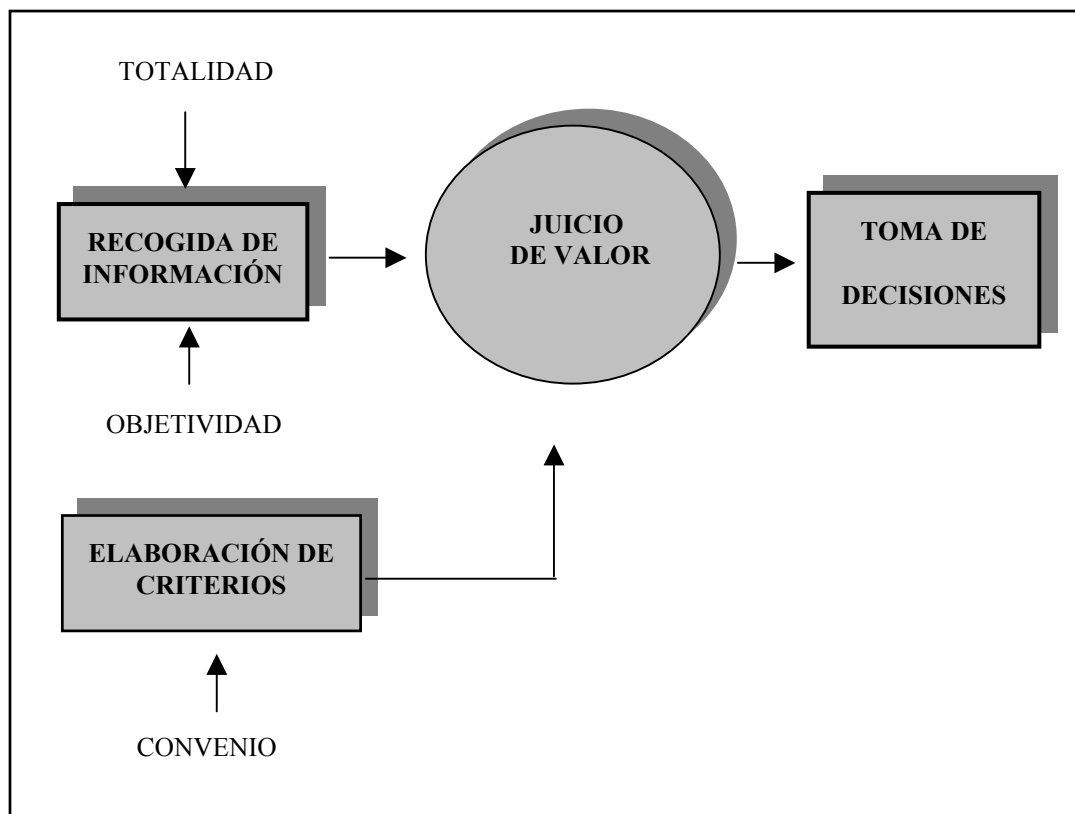 TOTALIDAD
RECOGIDA DE
INFORMACIÓN
OBJETIVIDAD
JUICIO
DE VALOR
TOMA DE
DECISIONES
ELABORACIÓN DE
CRITERIOS
CONVENIO